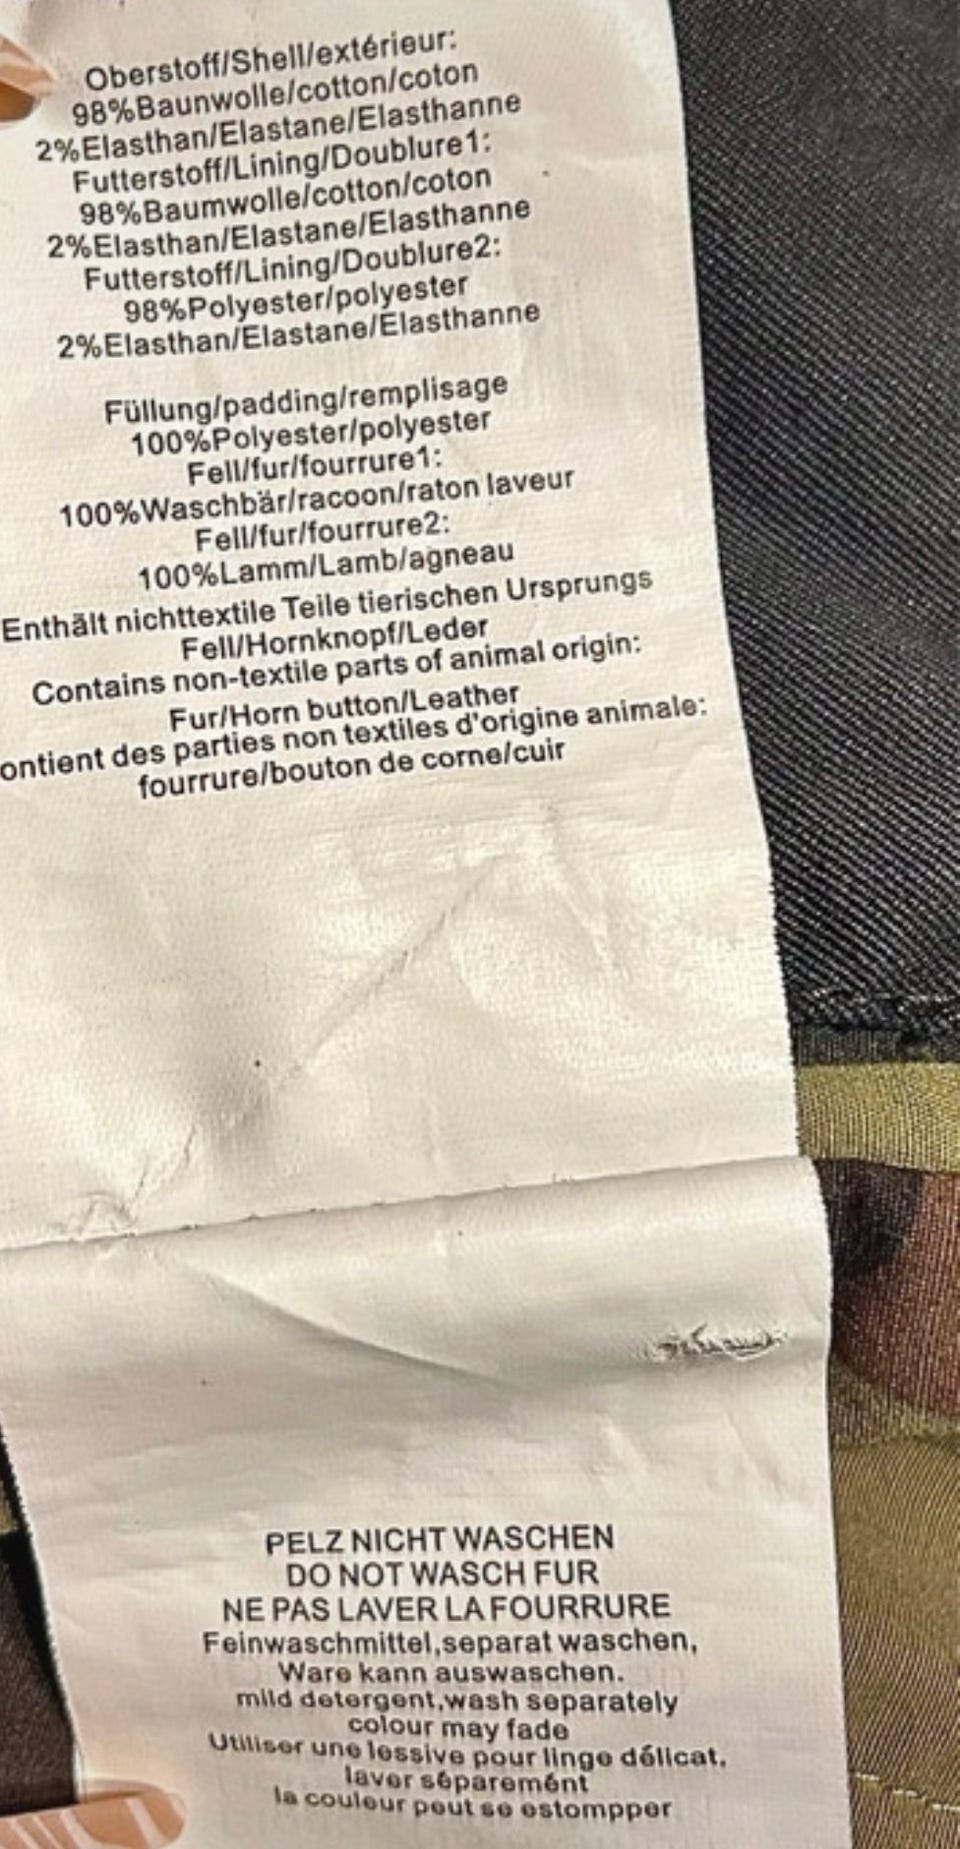 Oberstoff/Shell/extérieur:
98%Baunwolle/cotton/coton
2%Elasthan/Elastane/Elasthanne
Futterstoff/Lining/Doublure1:
98%Baumwolle/cotton/coton
2%Elasthan/Elastane/Elasthanne
Futterstoff/Lining/Doublure2:
98%Polyester/polyester
2%Elasthan/Elastane/Elasthanne
Füllung/padding/remplisage
100%Polyester/polyester
Fell/fur/fourrure1:
100%Waschbär/racoon/raton laveur
Fell/fur/fourrure2:
100%Lamm/Lamb/agneau
Enthält nichttextile Teile tierischen Ursprungs
Fell/Hornknopf/Leder
Contains non-textile parts of animal origin:
Fur/Horn button/Leather
ontient des parties non textiles d'origine animale:
fourrure/bouton de corne/cuir
PELZ NICHT WASCHEN
DO NOT WASCH FUR
NE PAS LAVER LA FOURRURE
Feinwaschmittel,separat waschen,
Ware kann auswaschen.
mild detergent,wash separately
colour may fade
Utiliser une lessive pour linge délicat.
laver séparemént
la couleur peut se estompper